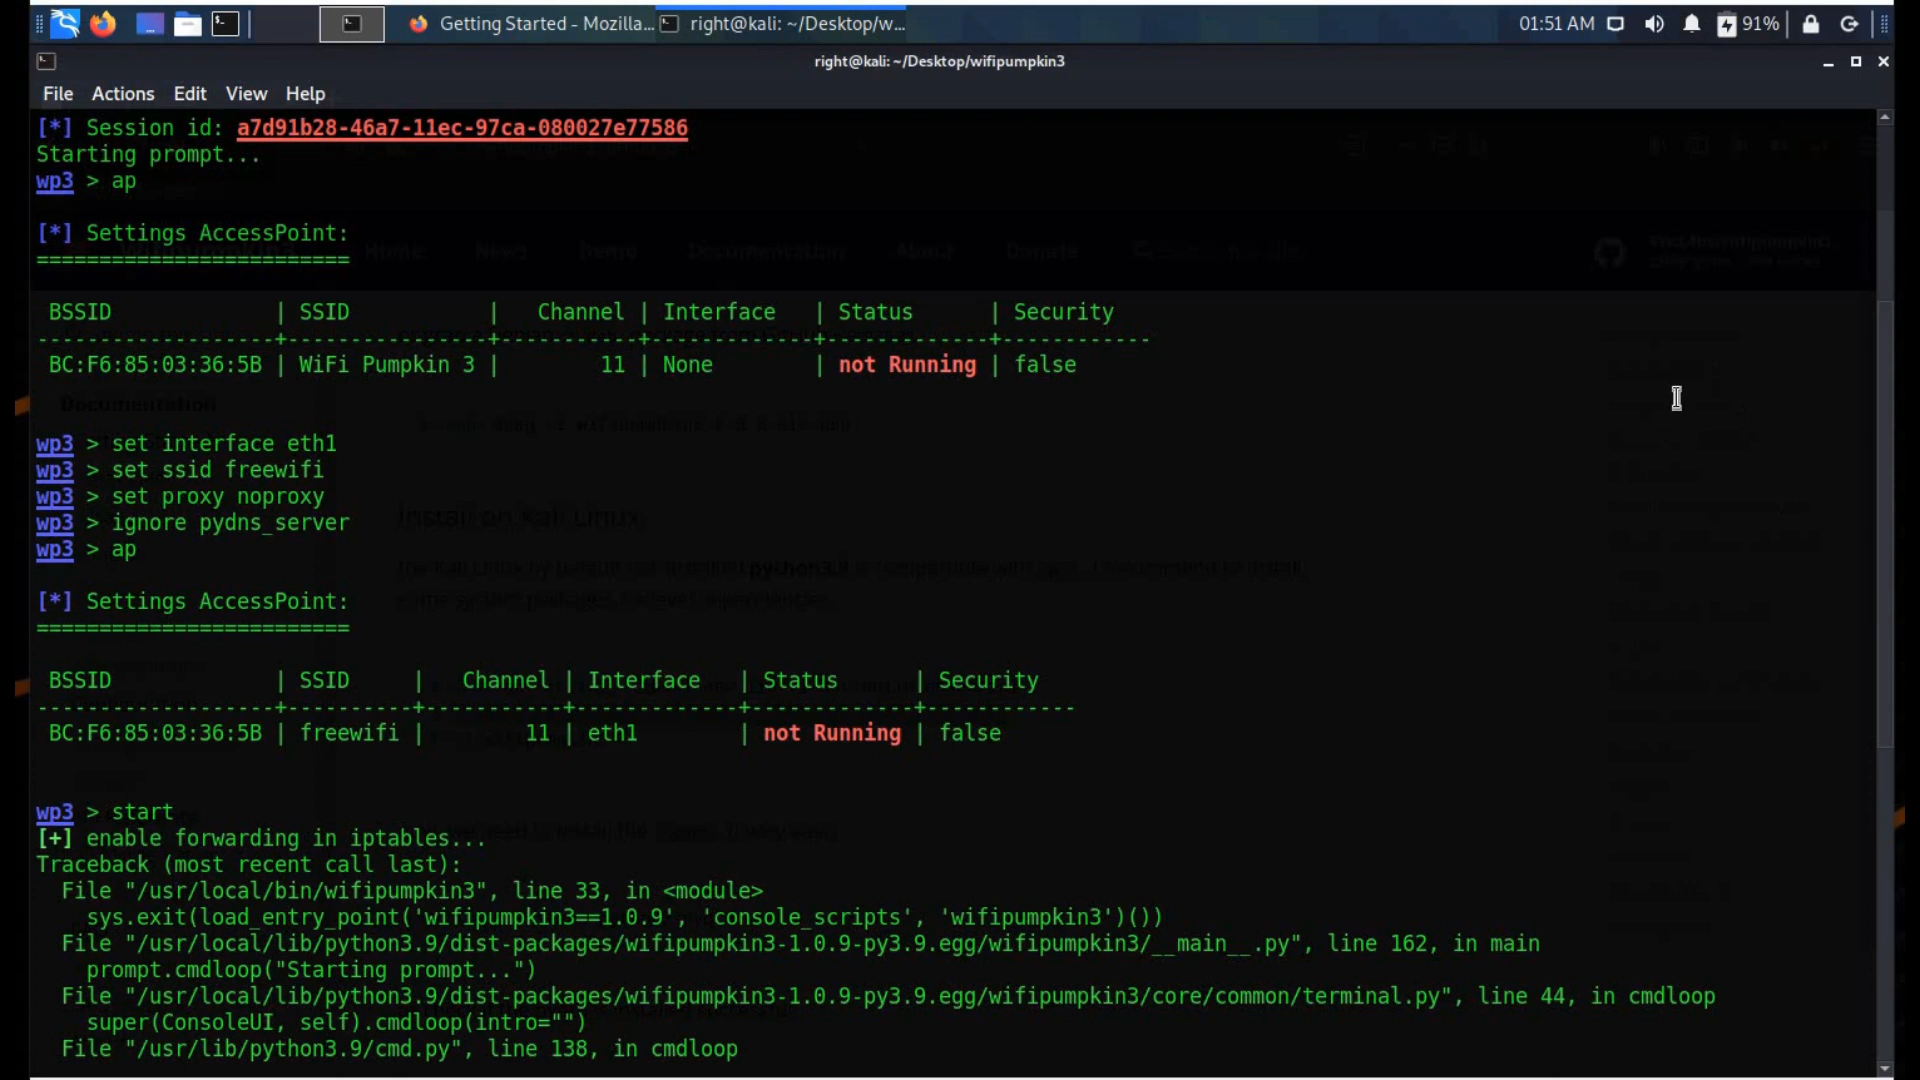 Getting Started - Mozilla...
right@kali: ~/Desktop/w...
01:51 AM
91%
right@kali: ~/Desktop/wifipumpkin3
File Actions Edit View Help
[*] Session id: a7d91b28-46a7-11ec-97ca-080027e77586
Starting prompt...
wp3 > ap
[*] Settings AccessPoint:
=========================
BSSID | SSID | Channel | Interface | Status | Security
-------------------+----------------+-----------+-------------+-------------+------------
BC:F6:85:03:36:5B | WiFi Pumpkin 3 | 11 | None | not Running | false
wp3 > set interface eth1
wp3 > set ssid freewifi
wp3 > set proxy noproxy
wp3 > ignore pydns_server
wp3 > ap
[*] Settings AccessPoint:
=========================
BSSID | SSID | Channel | Interface | Status | Security
-------------------+----------+-----------+-------------+-------------+------------
BC:F6:85:03:36:5B | freewifi | 11 | eth1 | not Running | false
wp3 > start
[+] enable forwarding in iptables...
Traceback (most recent call last):
File "/usr/local/bin/wifipumpkin3", line 33, in <module>
sys.exit(load_entry_point('wifipumpkin3==1.0.9', 'console_scripts', 'wifipumpkin3')())
File "/usr/local/lib/python3.9/dist-packages/wifipumpkin3-1.0.9-py3.9.egg/wifipumpkin3/__main__.py", line 162, in main
prompt.cmdloop("Starting prompt...")
File "/usr/local/lib/python3.9/dist-packages/wifipumpkin3-1.0.9-py3.9.egg/wifipumpkin3/core/common/terminal.py", line 44, in cmdloop
super(ConsoleUI, self).cmdloop(intro="")
File "/usr/lib/python3.9/cmd.py", line 138, in cmdloop